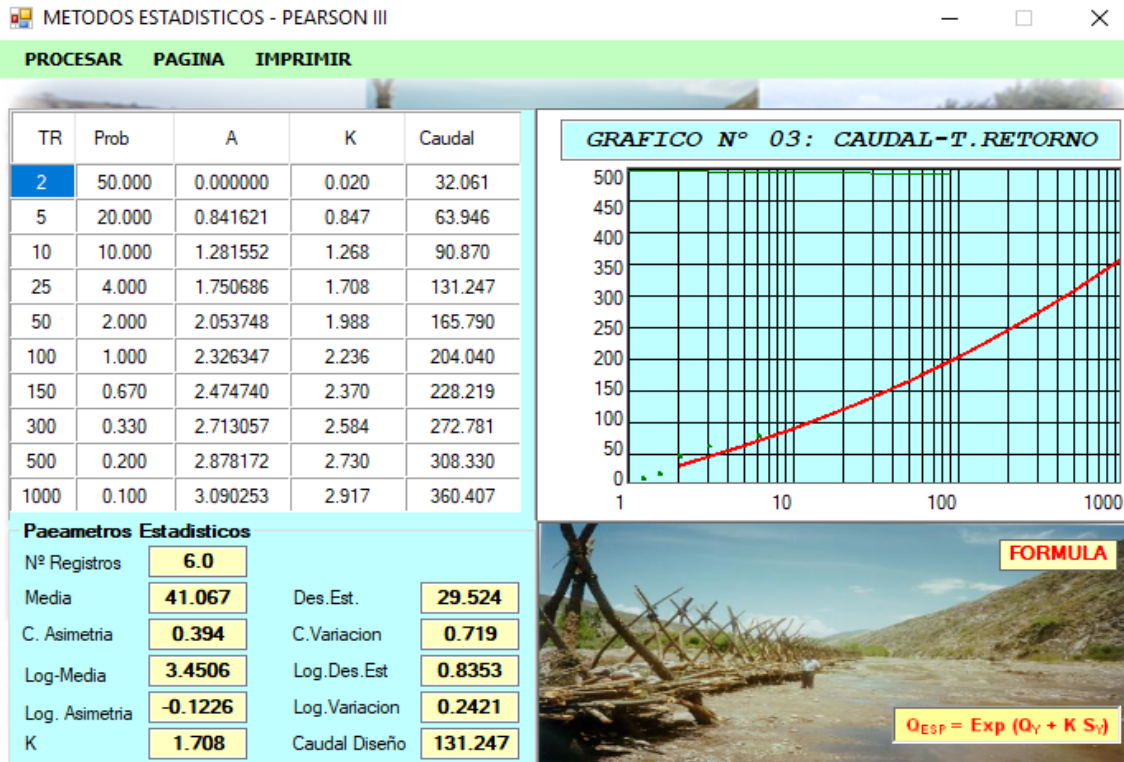 METODOS ESTADISTICOS - PEARSON III
PROCESAR PAGINA IMPRIMIR
TR Prob A K Caudal
2 50.000 0.000000 0.020 32.061
5 20.000 0.841621 0.847 63.946
10 10.000 1.281552 1.268 90.870
25 4.000 1.750686 1.708 131.247
50 2.000 2.053748 1.988 165.790
100 1.000 2.326347 2.236 204.040
150 0.670 2.474740 2.370 228.219
300 0.330 2.713057 2.584 272.781
500 0.200 2.878172 2.730 308.330
1000 0.100 3.090253 2.917 360.407
GRAFICO Nº 03: CAUDAL-T.RETORNO
500
450
400
350
300
250
200
150
100
50
0
1 10 100 1000
Paeametros Estadisticos
Nº Registros 6.0
Media 41.067 Des.Est. 29.524
C. Asimetria 0.394 C.Variacion 0.719
Log-Media 3.4506 Log.Des.Est 0.8353
Log. Asimetria -0.1226 Log.Variacion 0.2421
K 1.708 Caudal Diseño 131.247
FORMULA
QESP = Exp (QY + K SY)